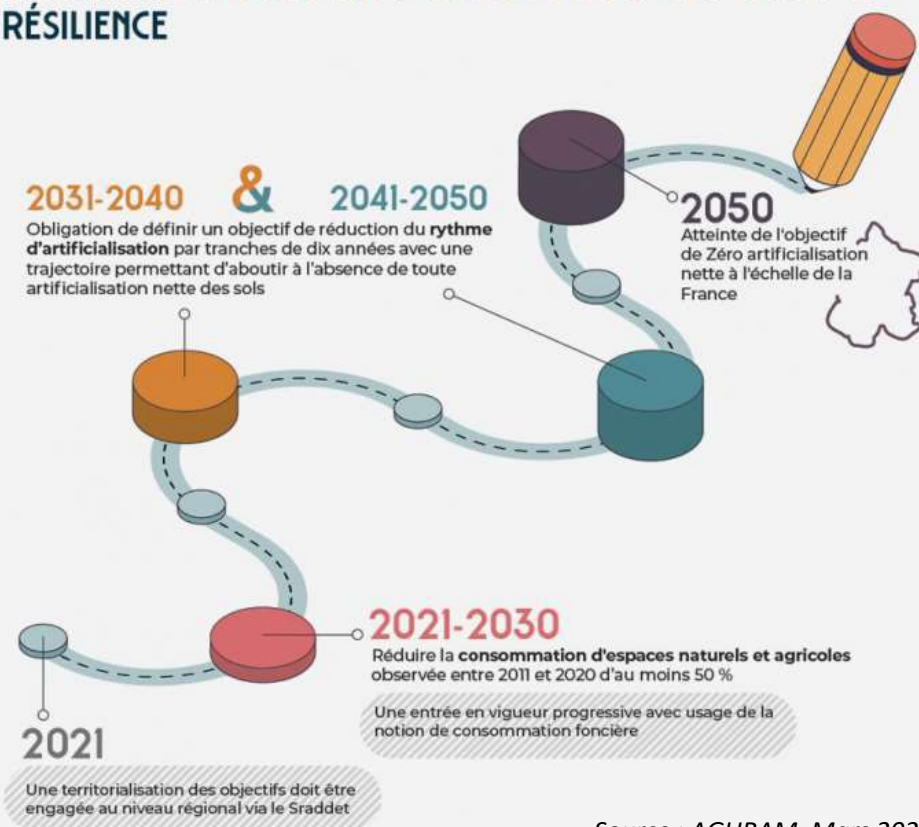 RÉSILIENCE
2031-2040 & 2041-2050
Obligation de définir un objectif de réduction du rythme
d'artificialisation par tranches de dix années avec une
trajectoire permettant d'aboutir à l'absence de toute
artificialisation nette des sols
2050
Atteinte de l'objectif
de Zéro artificialisation
nette à l'échelle de la
France
2021-2030
Réduire la consommation d'espaces naturels et agricoles
observée entre 2011 et 2020 d'au moins 50 %
Une entrée en vigueur progressive avec usage de la
notion de consommation foncière
2021
Une territorialisation des objectifs doit être
engagée au niveau régional via le Sraddet